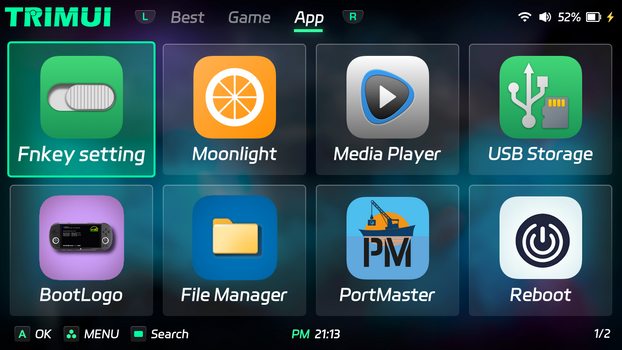 TRIMUI L Best Game App R 52%
Fnkey setting Moonlight Media Player USB Storage
BootLogo File Manager PM PortMaster Reboot
A OK MENU Search PM 21:13 1/2